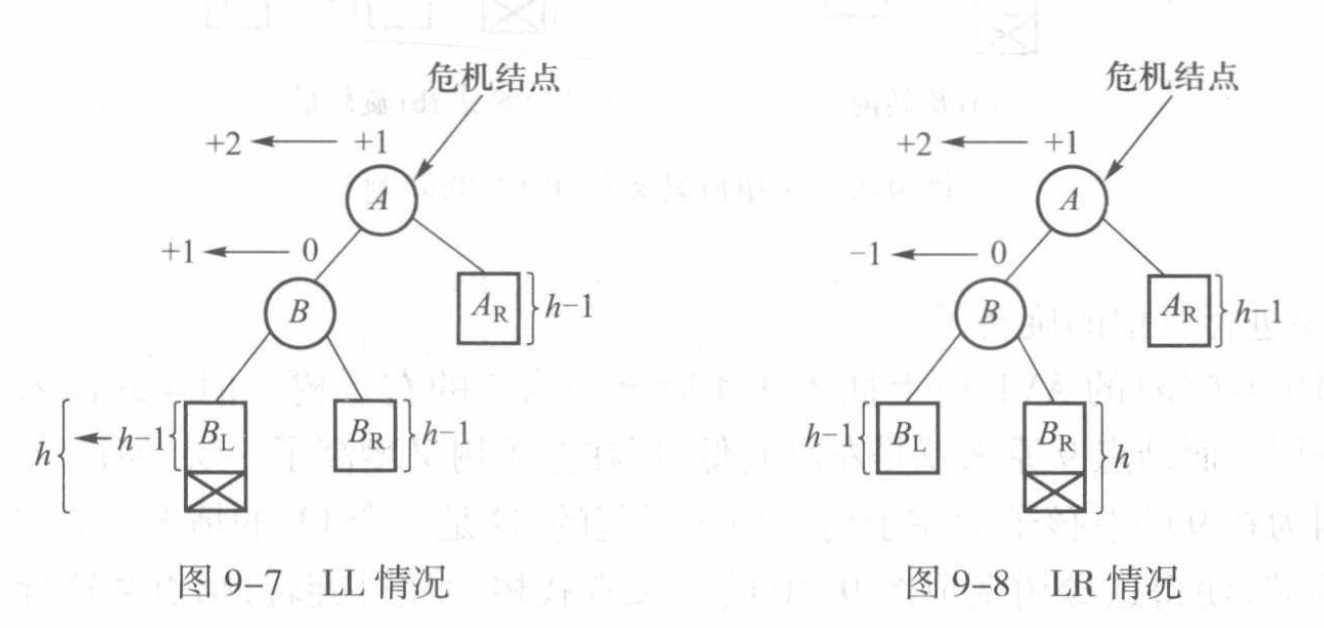 危机结点 危机结点
+2 +1 +2 +1
A A
+1 0 −1 0
B A_R h−1 B A_R h−1
h h−1 B_L B_R h−1 h−1 B_L B_R h
图 9–7 LL 情况 图 9–8 LR 情况